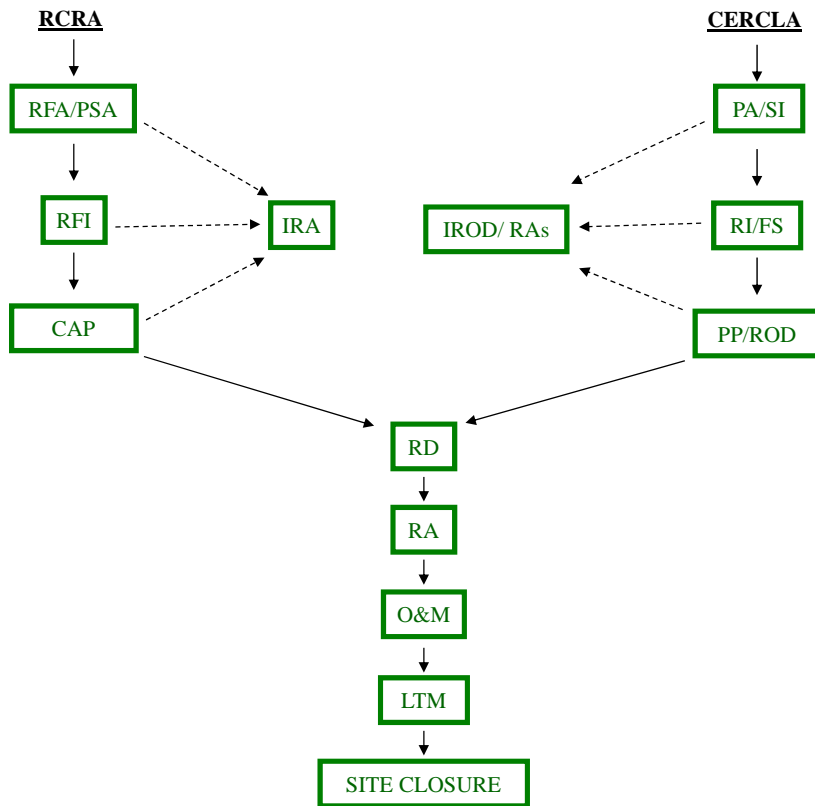 RCRA
CERCLA
RFA/PSA
PA/SI
RFI
IRA
IROD/ RAs
RI/FS
CAP
PP/ROD
RD
RA
O&M
LTM
SITE CLOSURE